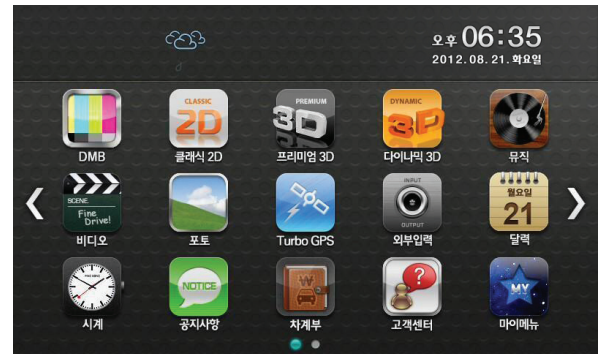 오후 06:35
2012. 08. 21. 화요일
CLASSIC
2D
PREMIUM
3D
DYNAMIC
3D
DMB
클래식 2D
프리미엄 3D
다이나믹 3D
뮤직
SCENE.
Fine
Drive!
INPUT
OUTPUT
월요일
21
비디오
포토
Turbo GPS
외부입력
달력
NOTICE
₩
?
MY
시계
공지사항
차계부
고객센터
마이메뉴